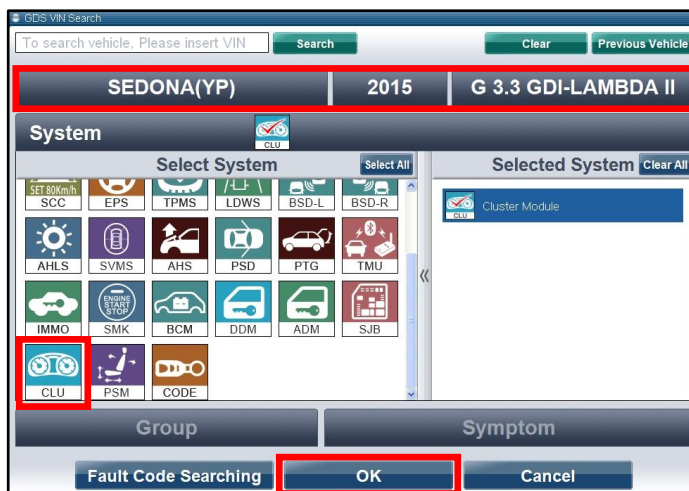 GDS VIN Search
To search vehicle, Please insert VIN
Search
Clear
Previous Vehicle
SEDONA(YP)
2015
G 3.3 GDI-LAMBDA II
System
CLU
Select System
Select All
Selected System
Clear All
SET 80Km/h
SCC
EPS
TPMS
LDWS
BSD-L
BSD-R
CLU
Cluster Module
AHLS
SVMS
AHS
PSD
PTG
TMU
ENGINE
START
STOP
IMMO
SMK
BCM
DDM
ADM
SJB
CLU
PSM
CODE
Group
Symptom
Fault Code Searching
OK
Cancel